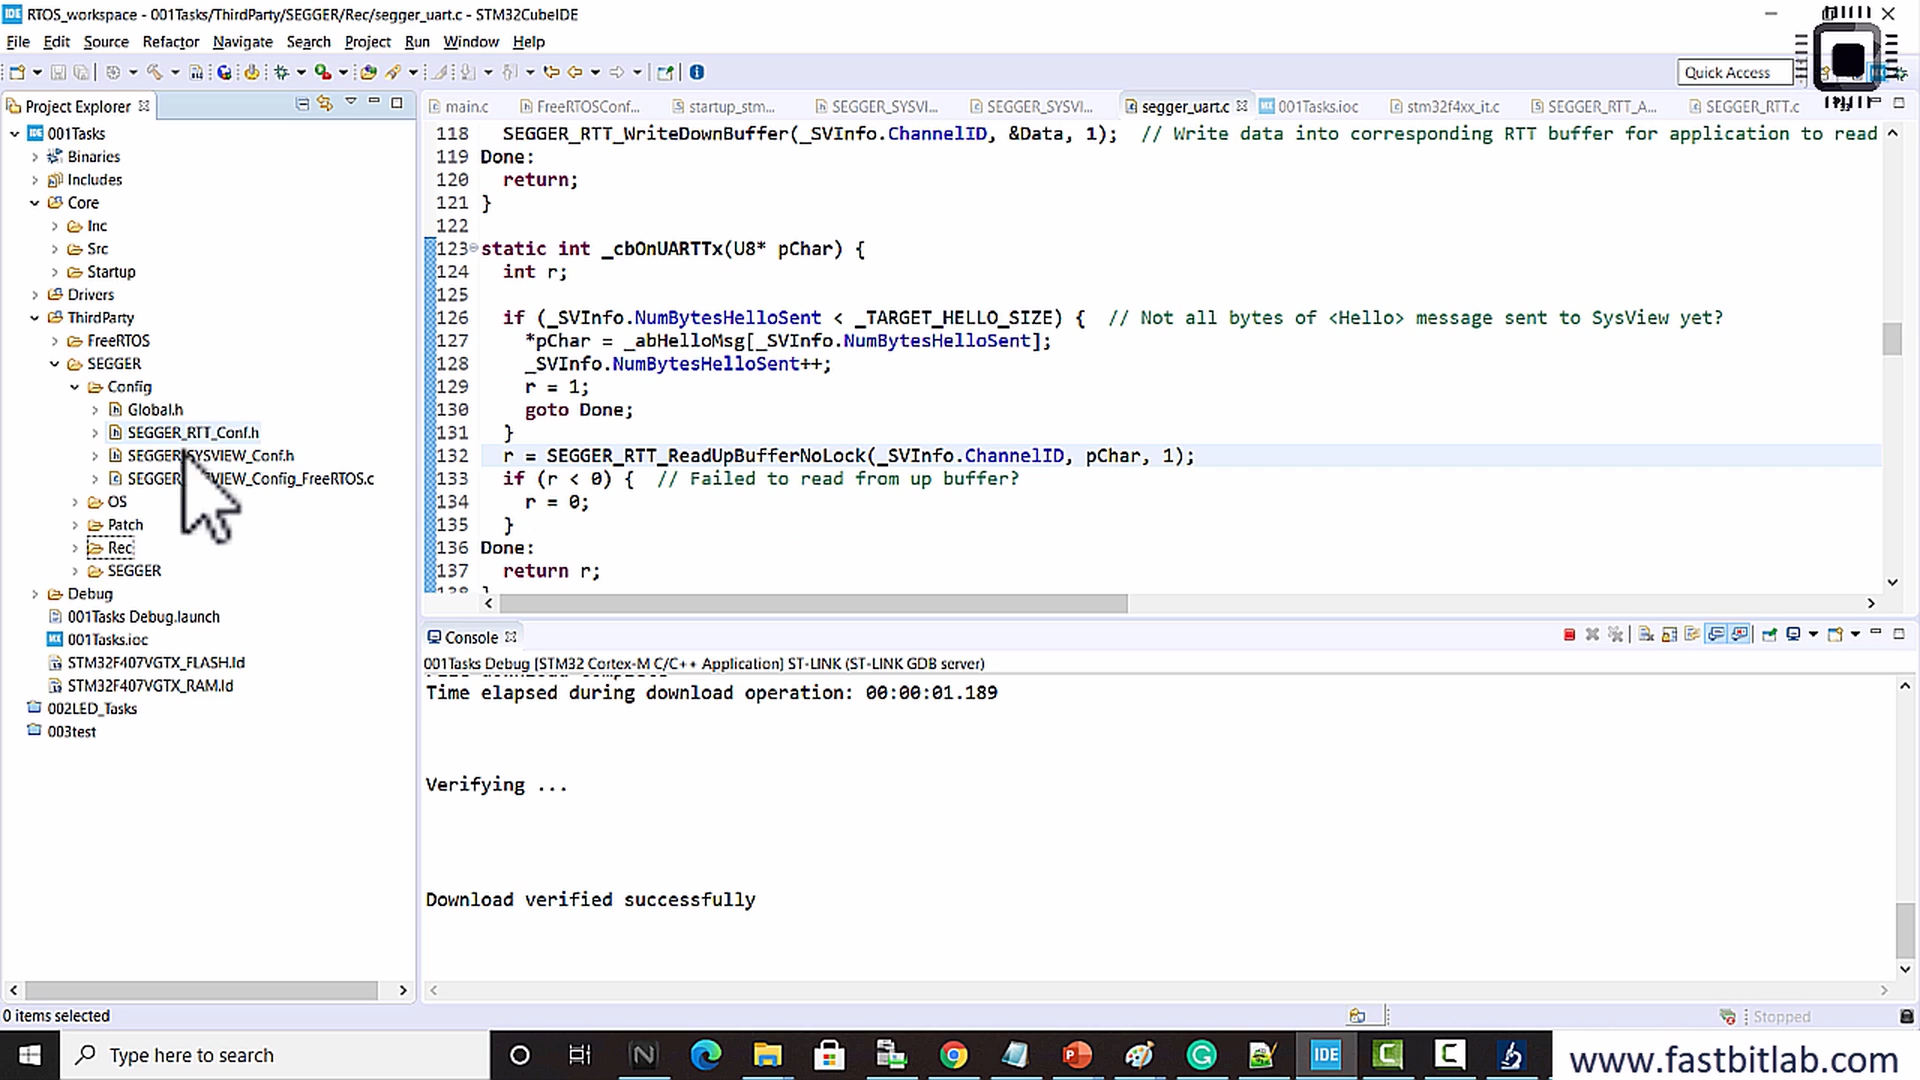 RTOS_workspace - 001Tasks/ThirdParty/SEGGER/Rec/segger_uart.c - STM32CubeIDE
File Edit Source Refactor Navigate Search Project Run Window Help
Quick Access
Project Explorer
main.c FreeRTOSConf... startup_stm... SEGGER_SYSVI... SEGGER_SYSVI... segger_uart.c 001Tasks.ioc stm32f4xx_it.c SEGGER_RTT_A... SEGGER_RTT.c
001Tasks
Binaries
Includes
Core
Inc
Src
Startup
Drivers
ThirdParty
FreeRTOS
SEGGER
Config
Global.h
SEGGER_RTT_Conf.h
SEGGER_SYSVIEW_Conf.h
SEGGER_SYSVIEW_Config_FreeRTOS.c
OS
Patch
Rec
SEGGER
Debug
001Tasks Debug.launch
001Tasks.ioc
STM32F407VGTX_FLASH.ld
STM32F407VGTX_RAM.ld
002LED_Tasks
003test
118 SEGGER_RTT_WriteDownBuffer(_SVInfo.ChannelID, &Data, 1); // Write data into corresponding RTT buffer for application to read
119 Done:
120 return;
121 }
122
123 static int _cbOnUARTTx(U8* pChar) {
124 int r;
125
126 if (_SVInfo.NumBytesHelloSent < _TARGET_HELLO_SIZE) { // Not all bytes of <Hello> message sent to SysView yet?
127 *pChar = _abHelloMsg[_SVInfo.NumBytesHelloSent];
128 _SVInfo.NumBytesHelloSent++;
129 r = 1;
130 goto Done;
131 }
132 r = SEGGER_RTT_ReadUpBufferNoLock(_SVInfo.ChannelID, pChar, 1);
133 if (r < 0) { // Failed to read from up buffer?
134 r = 0;
135 }
136 Done:
137 return r;
138 }
Console
001Tasks Debug [STM32 Cortex-M C/C++ Application] ST-LINK (ST-LINK GDB server)
File download complete
Time elapsed during download operation: 00:00:01.189
Verifying ...
Download verified successfully
0 items selected
Stopped
Type here to search
IDE
www.fastbitlab.com